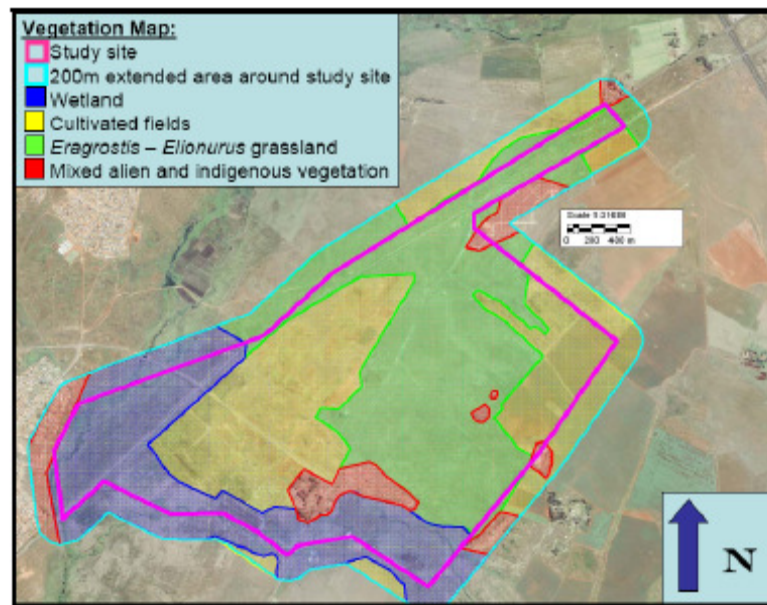 Vegetation Map:
Study site
200m extended area around study site
Wetland
Cultivated fields
Eragrostis – Elionurus grassland
Mixed alien and indigenous vegetation
Scale
0 200 400 m
N